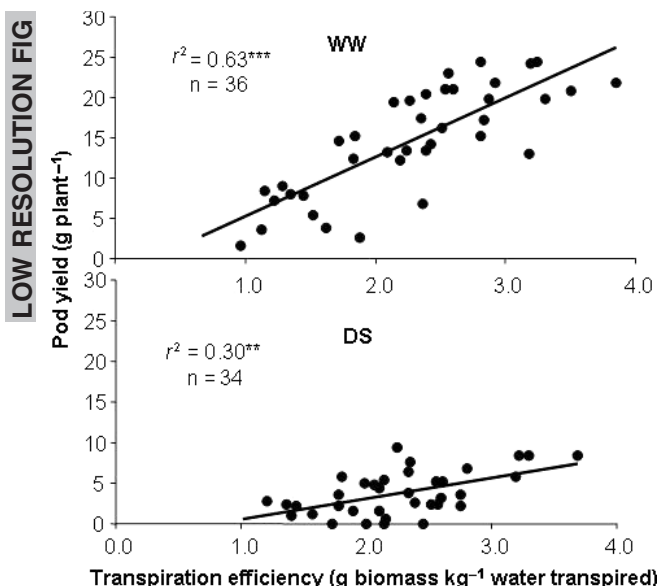 LOW RESOLUTION FIG
Pod yield (g plant⁻¹)
30
25
20
15
10
5
0
r² = 0.63***
n = 36
WW
1.0 2.0 3.0 4.0
30
25
20
15
10
5
0
r² = 0.30**
n = 34
DS
0.0 1.0 2.0 3.0 4.0
Transpiration efficiency (g biomass kg⁻¹ water transpired)